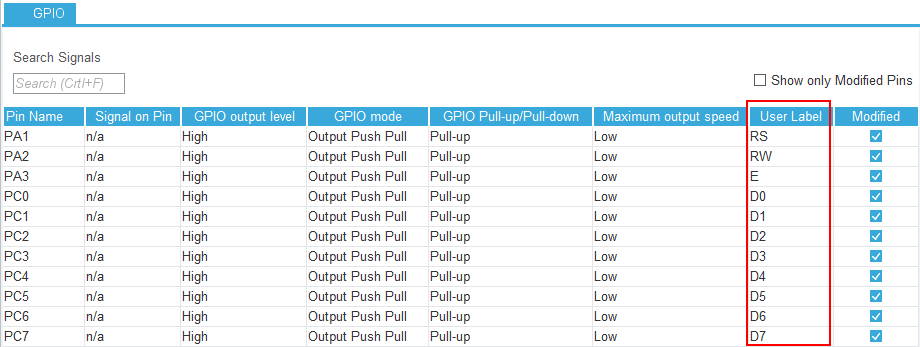 GPIO
Search Signals
Search (Crtl+F)
Show only Modified Pins
Pin Name Signal on Pin GPIO output level GPIO mode GPIO Pull-up/Pull-down Maximum output speed User Label Modified
PA1 n/a High Output Push Pull Pull-up Low RS
PA2 n/a High Output Push Pull Pull-up Low RW
PA3 n/a High Output Push Pull Pull-up Low E
PC0 n/a High Output Push Pull Pull-up Low D0
PC1 n/a High Output Push Pull Pull-up Low D1
PC2 n/a High Output Push Pull Pull-up Low D2
PC3 n/a High Output Push Pull Pull-up Low D3
PC4 n/a High Output Push Pull Pull-up Low D4
PC5 n/a High Output Push Pull Pull-up Low D5
PC6 n/a High Output Push Pull Pull-up Low D6
PC7 n/a High Output Push Pull Pull-up Low D7